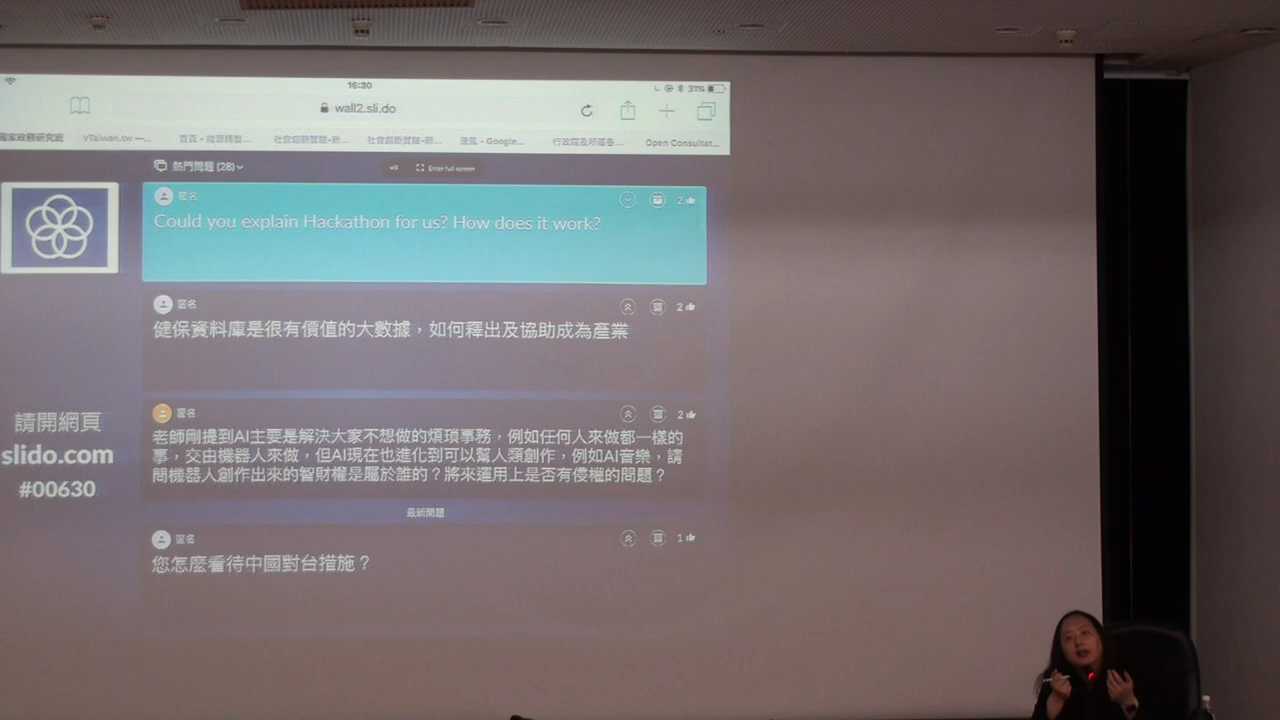 16:30
31%
wall2.sli.do
vTaiwan.tw —...
首頁 -
- Google...
Open Consultat...
熱門問題 (28)
Enter full screen
匿名
2
Could you explain Hackathon for us? How does it work?
匿名
2
健保資料庫是很有價值的大數據，如何釋出及協助成為產業
匿名
2
老師剛提到AI主要是解決大家不想做的煩瑣事務，例如任何人來做都一樣的
事，交由機器人來做，但AI現在也進化到可以幫人類創作，例如AI音樂，請
問機器人創作出來的智財權是屬於誰的？將來運用上是否有侵權的問題？
最新問題
匿名
1
您怎麼看待中國對台措施？
請開網頁
slido.com
#00630